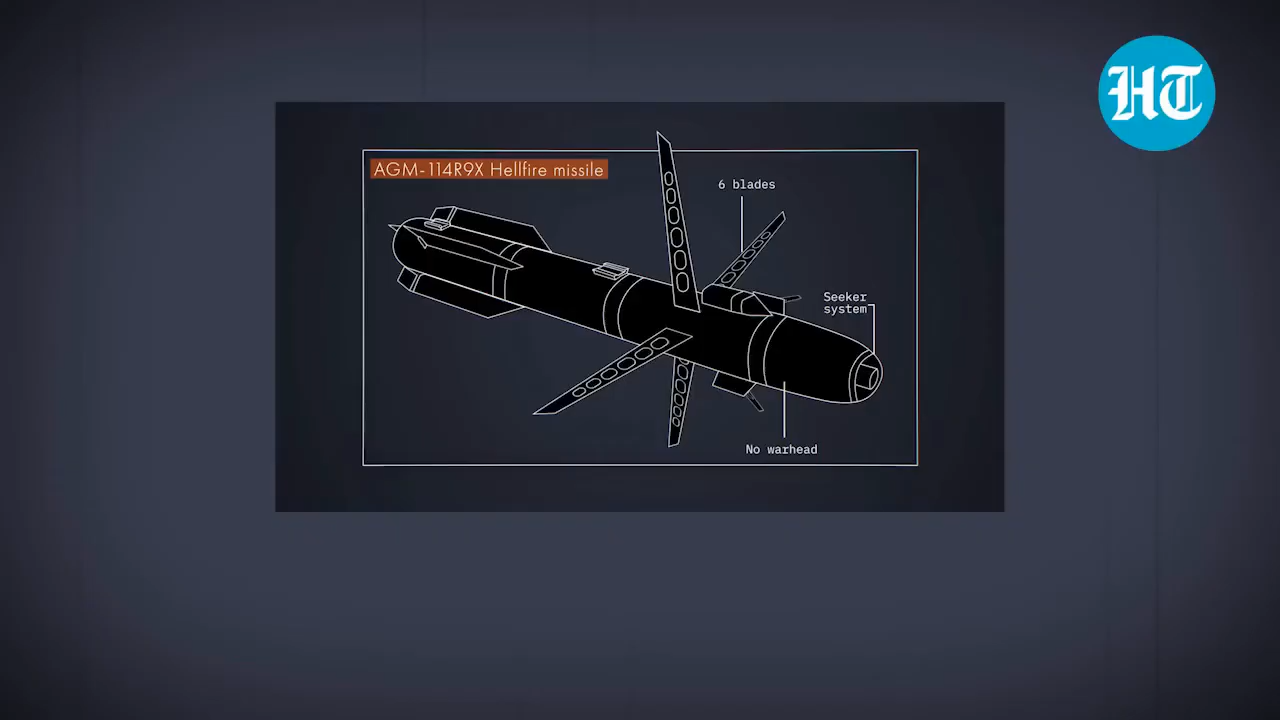 HT
AGM-114R9X Hellfire missile
6 blades
Seeker
system
No warhead